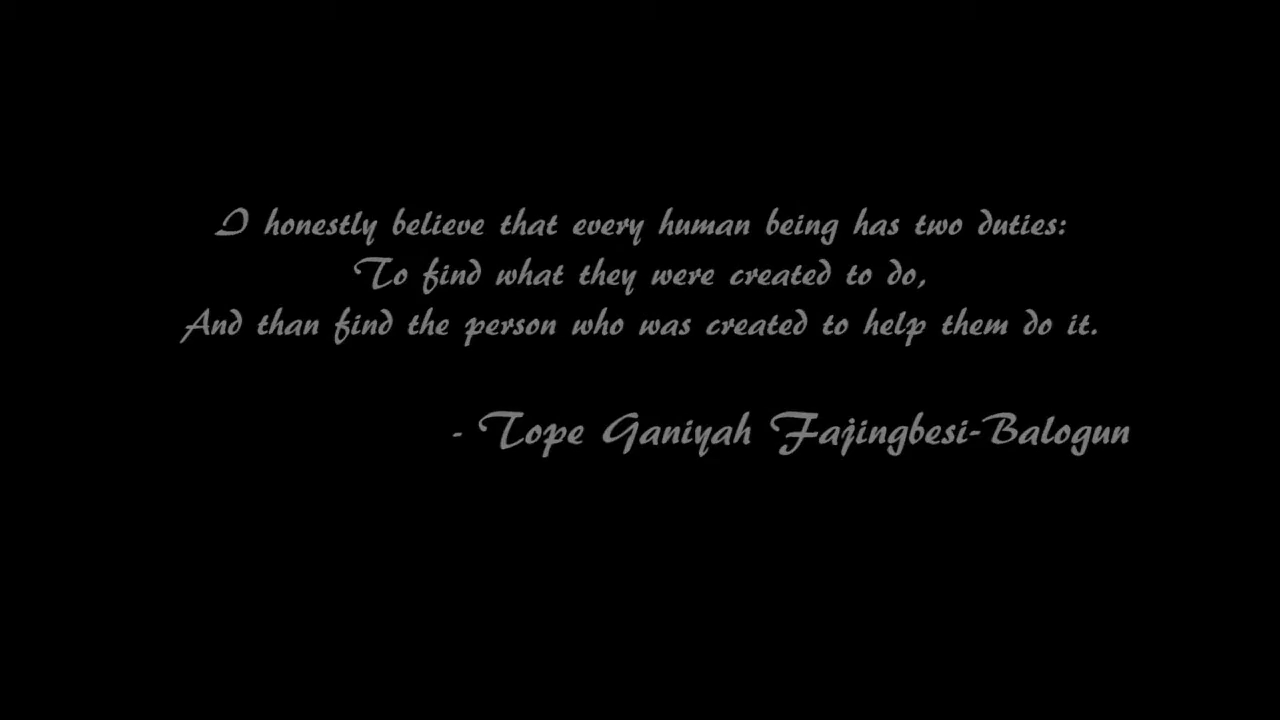 I honestly believe that every human being has two duties:
To find what they were created to do,
And than find the person who was created to help them do it.
- Tope Ganiyah Fajingbesi-Balogun